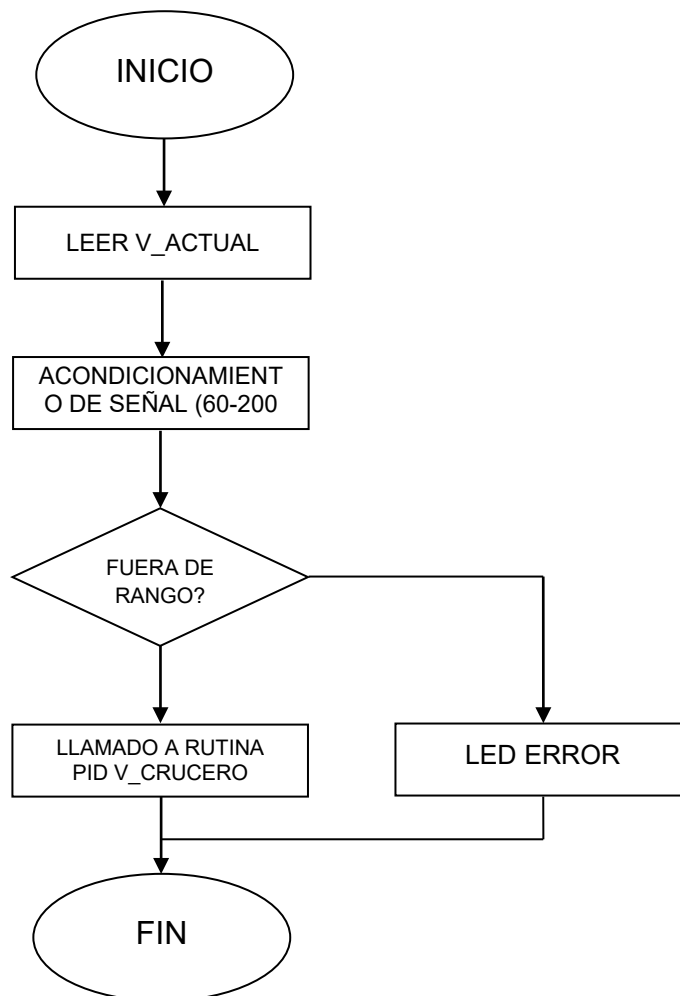 INICIO
LEER V_ACTUAL
ACONDICIONAMIENT
O DE SEÑAL (60-200
FUERA DE
RANGO?
LLAMADO A RUTINA
PID V_CRUCERO
LED ERROR
FIN